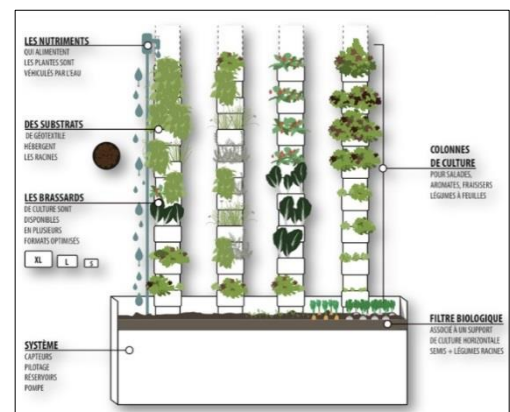 LES NUTRIMENTS
QUI ALIMENTENT
LES PLANTES SONT
VÉHICULÉS PAR L'EAU
DES SUBSTRATS
DE GÉOTEXTILE
HÉBERGENT
LES RACINES
LES BRASSARDS
DE CULTURE SONT
DISPONIBLES
EN PLUSIEURS
FORMATS OPTIMISÉS
XL L S
SYSTÈME
CAPTEURS
PILOTAGE
RÉSERVOIRS
POMPE
COLONNES
DE CULTURE
POUR SALADES,
AROMATES, FRAISIERS
LÉGUMES À FEUILLES
FILTRE BIOLOGIQUE
ASSOCIÉ À UN SUPPORT
DE CULTURE HORIZONTALE
SEMIS + LÉGUMES RACINES